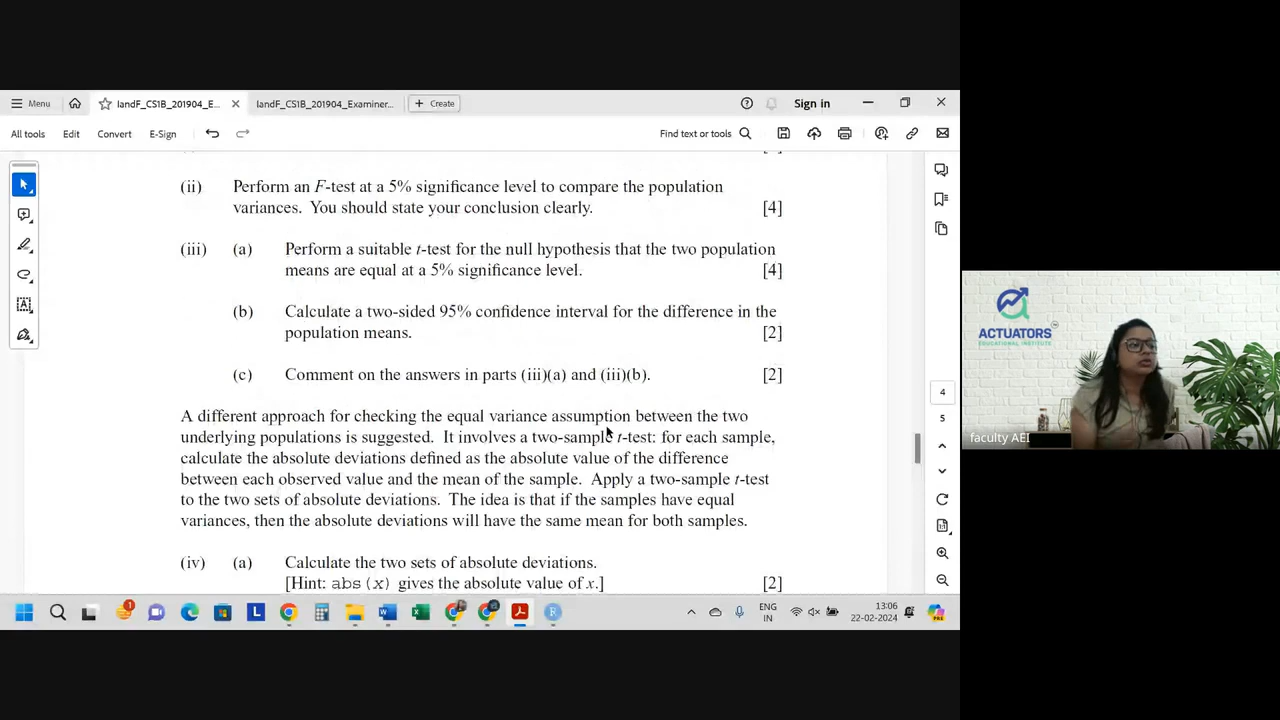 Menu
IandF_CS1B_201904_E...
IandF_CS1B_201904_Examiner...
Create
Sign in
All tools
Edit
Convert
E-Sign
Find text or tools
(ii) Perform an F-test at a 5% significance level to compare the population
variances. You should state your conclusion clearly. [4]
(iii) (a) Perform a suitable t-test for the null hypothesis that the two population
means are equal at a 5% significance level. [4]
(b) Calculate a two-sided 95% confidence interval for the difference in the
population means. [2]
(c) Comment on the answers in parts (iii)(a) and (iii)(b). [2]
A different approach for checking the equal variance assumption between the two
underlying populations is suggested. It involves a two-sample t-test: for each sample,
calculate the absolute deviations defined as the absolute value of the difference
between each observed value and the mean of the sample. Apply a two-sample t-test
to the two sets of absolute deviations. The idea is that if the samples have equal
variances, then the absolute deviations will have the same mean for both samples.
(iv) (a) Calculate the two sets of absolute deviations.
[Hint: abs(x) gives the absolute value of x.] [2]
4
5
ACTUATORS
EDUCATIONAL INSTITUTE
faculty AEI
ENG
IN
13:06
22-02-2024